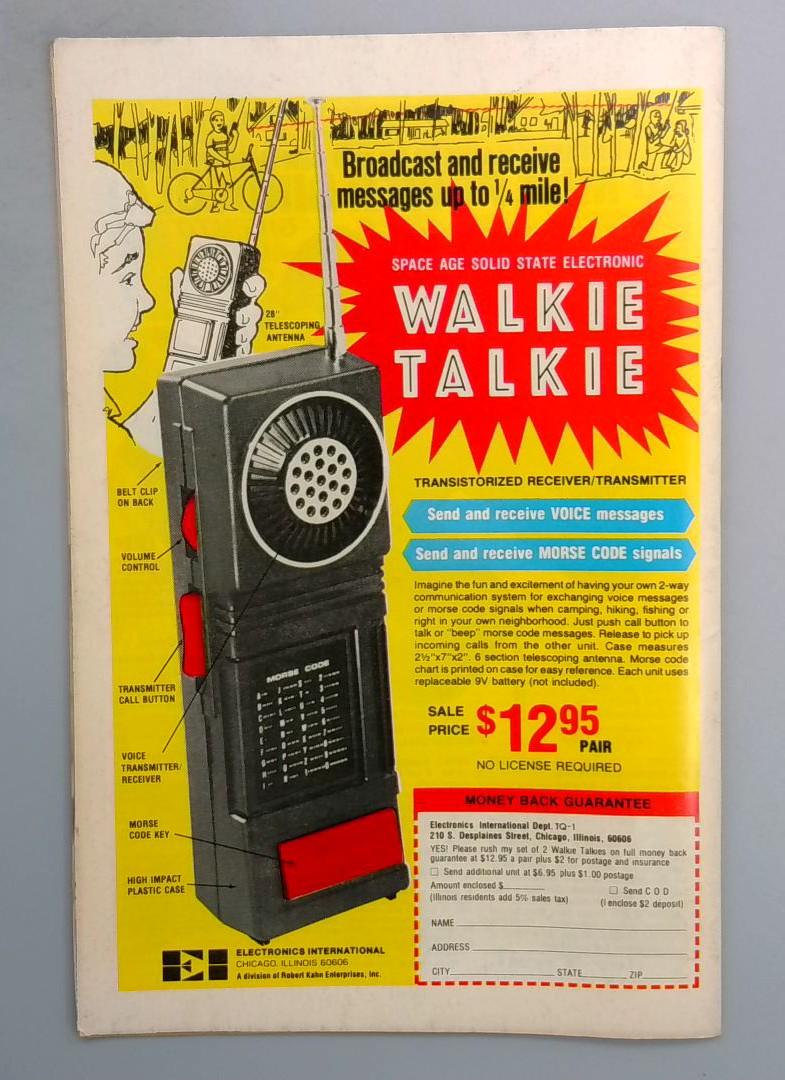 Broadcast and receive
messages up to 1/4 mile!
SPACE AGE SOLID STATE ELECTRONIC
WALKIE
TALKIE
28"
TELESCOPING
ANTENNA
BELT CLIP
ON BACK
VOLUME
CONTROL
TRANSMITTER
CALL BUTTON
VOICE
TRANSMITTER/
RECEIVER
MORSE
CODE KEY
HIGH IMPACT
PLASTIC CASE
MORSE CODE
TRANSISTORIZED RECEIVER/TRANSMITTER
Send and receive VOICE messages
Send and receive MORSE CODE signals
Imagine the fun and excitement of having your own 2-way
communication system for exchanging voice messages
or morse code signals when camping, hiking, fishing or
right in your own neighborhood. Just push call button to
talk or "beep" morse code messages. Release to pick up
incoming calls from the other unit. Case measures
2½"x7"x2". 6 section telescoping antenna. Morse code
chart is printed on case for easy reference. Each unit uses
replaceable 9V battery (not included).
SALE
PRICE $12 95
PAIR
NO LICENSE REQUIRED
MONEY BACK GUARANTEE
Electronics International Dept. TQ-1
210 S. Desplaines Street, Chicago, Illinois, 60606
YES! Please rush my set of 2 Walkie Talkies on full money back
guarantee at $12.95 a pair plus $2 for postage and insurance
Send additional unit at $6.95 plus $1.00 postage
Amount enclosed $ Send C O D
(Illinois residents add 5% sales tax) (I enclose $2 deposit)
NAME
ADDRESS
CITY STATE ZIP
EI ELECTRONICS INTERNATIONAL
CHICAGO, ILLINOIS 60606
A division of Robert Kahn Enterprises, Inc.